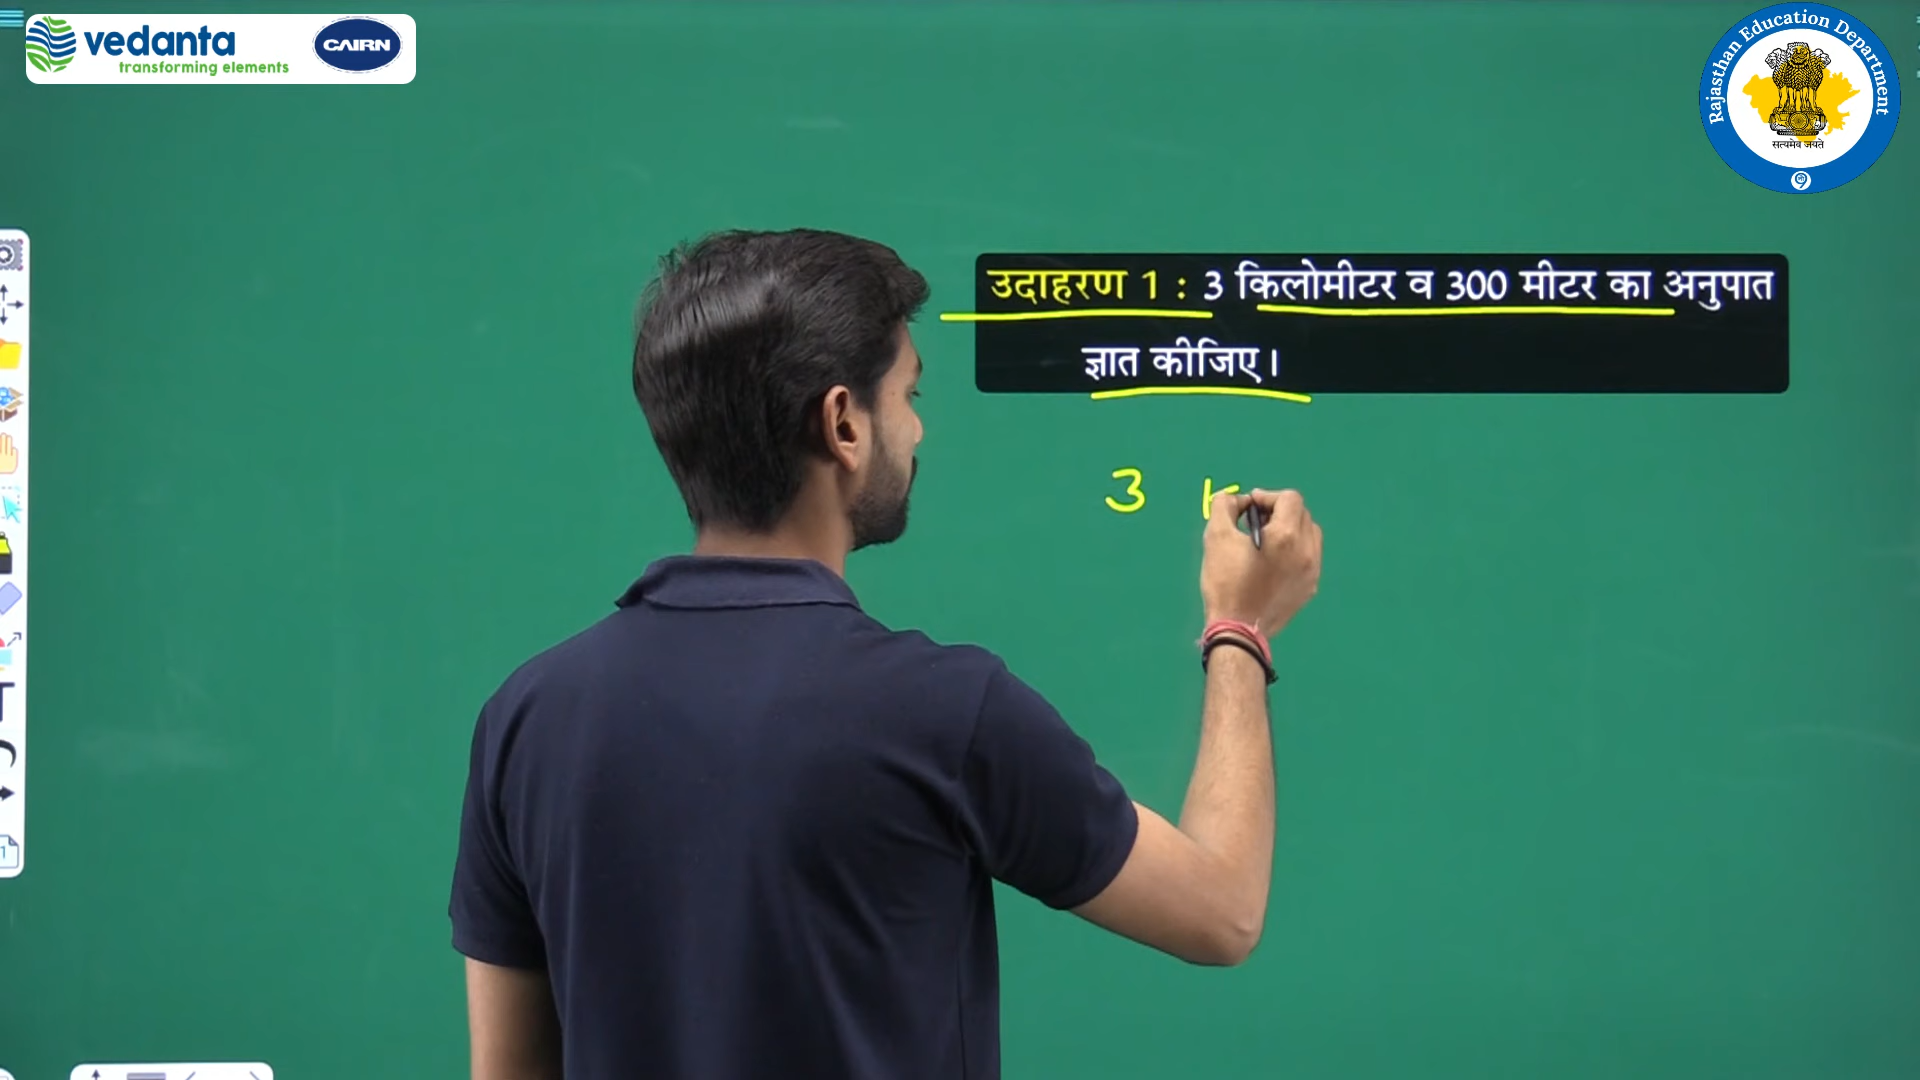 vedanta
transforming elements
CAIRN
Rajasthan Education Department
सत्यमेव जयते
उदाहरण 1 : 3 किलोमीटर व 300 मीटर का अनुपात
ज्ञात कीजिए।
3 K